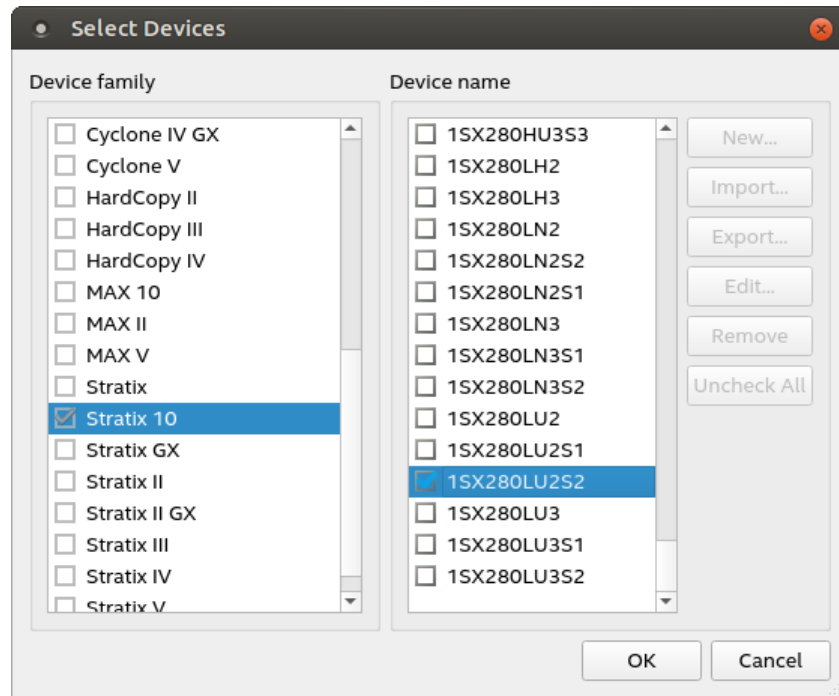 Select Devices
Device family
Device name
Cyclone IV GX
Cyclone V
HardCopy II
HardCopy III
HardCopy IV
MAX 10
MAX II
MAX V
Stratix
Stratix 10
Stratix GX
Stratix II
Stratix II GX
Stratix III
Stratix IV
Stratix V
1SX280HU3S3
1SX280LH2
1SX280LH3
1SX280LN2
1SX280LN2S2
1SX280LN2S1
1SX280LN3
1SX280LN3S1
1SX280LN3S2
1SX280LU2
1SX280LU2S1
1SX280LU2S2
1SX280LU3
1SX280LU3S1
1SX280LU3S2
New...
Import...
Export...
Edit...
Remove
Uncheck All
OK
Cancel